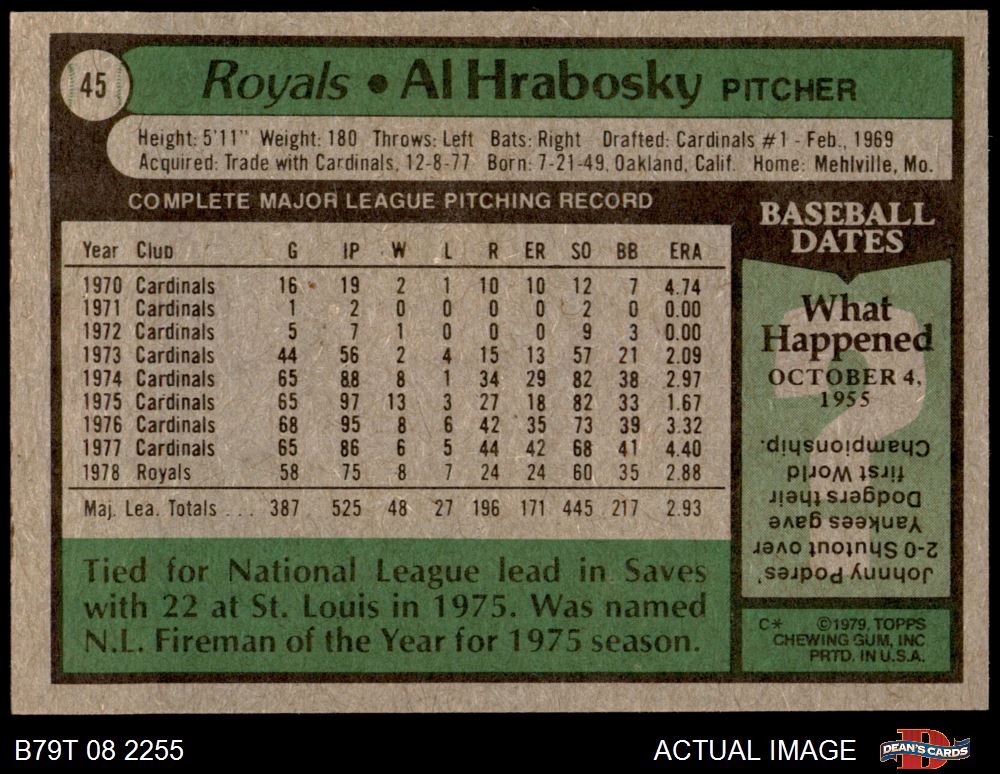 45
Royals • Al Hrabosky PITCHER
Height: 5'11" Weight: 180 Throws: Left Bats: Right Drafted: Cardinals #1 - Feb., 1969
Acquired: Trade with Cardinals, 12-8-77 Born: 7-21-49, Oakland, Calif. Home: Mehlville, Mo.
COMPLETE MAJOR LEAGUE PITCHING RECORD
Year Club G IP W L R ER SO BB ERA
1970 Cardinals 16 19 2 1 10 10 12 7 4.74
1971 Cardinals 1 2 0 0 0 0 2 0 0.00
1972 Cardinals 5 7 1 0 0 0 9 3 0.00
1973 Cardinals 44 56 2 4 15 13 57 21 2.09
1974 Cardinals 65 88 8 1 34 29 82 38 2.97
1975 Cardinals 65 97 13 3 27 18 82 33 1.67
1976 Cardinals 68 95 8 6 42 35 73 39 3.32
1977 Cardinals 65 86 6 5 44 42 68 41 4.40
1978 Royals 58 75 8 7 24 24 60 35 2.88
Maj. Lea. Totals ... 387 525 48 27 196 171 445 217 2.93
Tied for National League lead in Saves
with 22 at St. Louis in 1975. Was named
N.L. Fireman of the Year for 1975 season.
BASEBALL
DATES
What
Happened
OCTOBER 4,
1955
?
Johnny Podres'
2-0 Shutout over
Yankees gave
Dodgers their
first World
Championship.
C* ©1979, TOPPS
CHEWING GUM, INC
PRTD. IN U.S.A.
B79T 08 2255
ACTUAL IMAGE
DEAN'S CARDS